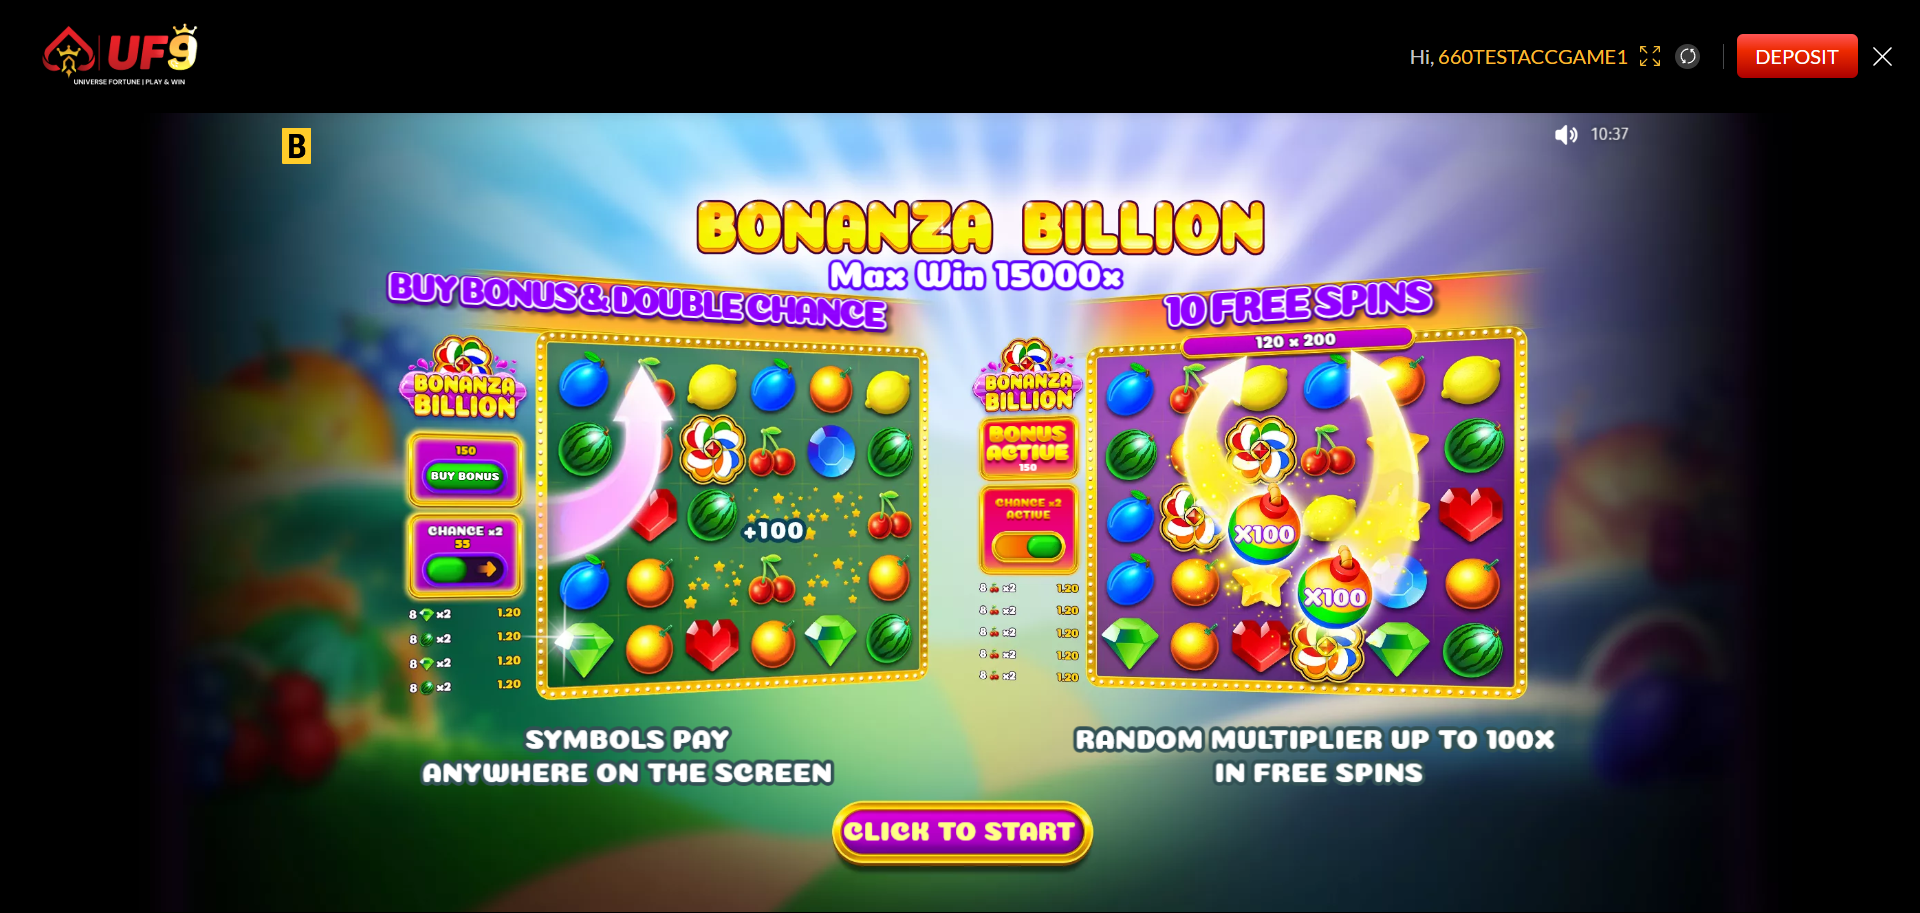 UF9
UNIVERSE FORTUNE | PLAY & WIN
Hi, 660TESTACCGAME1
DEPOSIT
B
10:37
BONANZA BILLION
Max Win 15000x
BUY BONUS & DOUBLE CHANCE
10 FREE SPINS
BONANZA
BILLION
150
BUY BONUS
CHANCE x2
55
8 x2 1.20
8 x2 1.20
8 x2 1.20
8 x2 1.20
+100
BONANZA
BILLION
BONUS
ACTIVE
150
CHANCE x2
ACTIVE
8 x2 1.20
8 x2 1.20
8 x2 1.20
8 x2 1.20
8 x2 1.20
120 x 200
X100
X100
SYMBOLS PAY
ANYWHERE ON THE SCREEN
RANDOM MULTIPLIER UP TO 100X
IN FREE SPINS
CLICK TO START